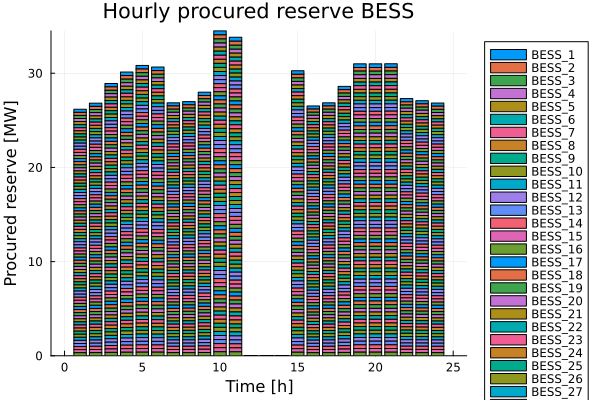 Hourly procured reserve BESS
Procured reserve [MW]
30
20
10
0
0
5
10
15
20
25
Time [h]
BESS_1
BESS_2
BESS_3
BESS_4
BESS_5
BESS_6
BESS_7
BESS_8
BESS_9
BESS_10
BESS_11
BESS_12
BESS_13
BESS_14
BESS_15
BESS_16
BESS_17
BESS_18
BESS_19
BESS_20
BESS_21
BESS_22
BESS_23
BESS_24
BESS_25
BESS_26
BESS_27